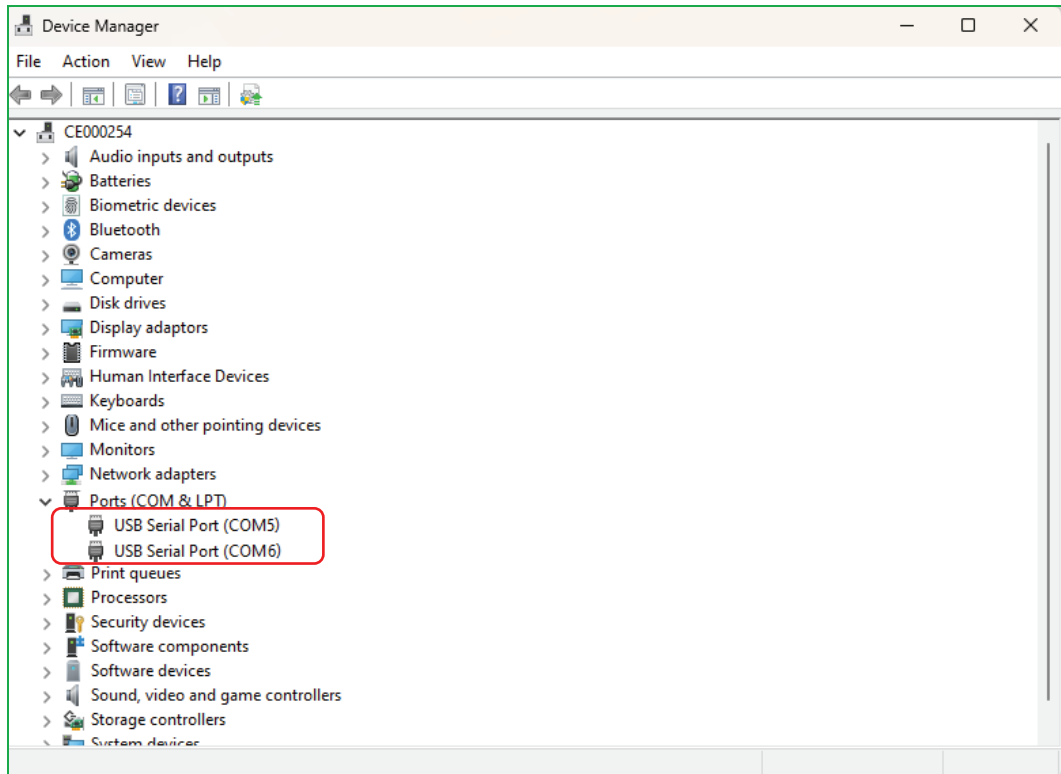 Device Manager
File Action View Help
?
CE000254
Audio inputs and outputs
Batteries
Biometric devices
Bluetooth
Cameras
Computer
Disk drives
Display adaptors
Firmware
Human Interface Devices
Keyboards
Mice and other pointing devices
Monitors
Network adapters
Ports (COM & LPT)
USB Serial Port (COM5)
USB Serial Port (COM6)
Print queues
Processors
Security devices
Software components
Software devices
Sound, video and game controllers
Storage controllers
System devices